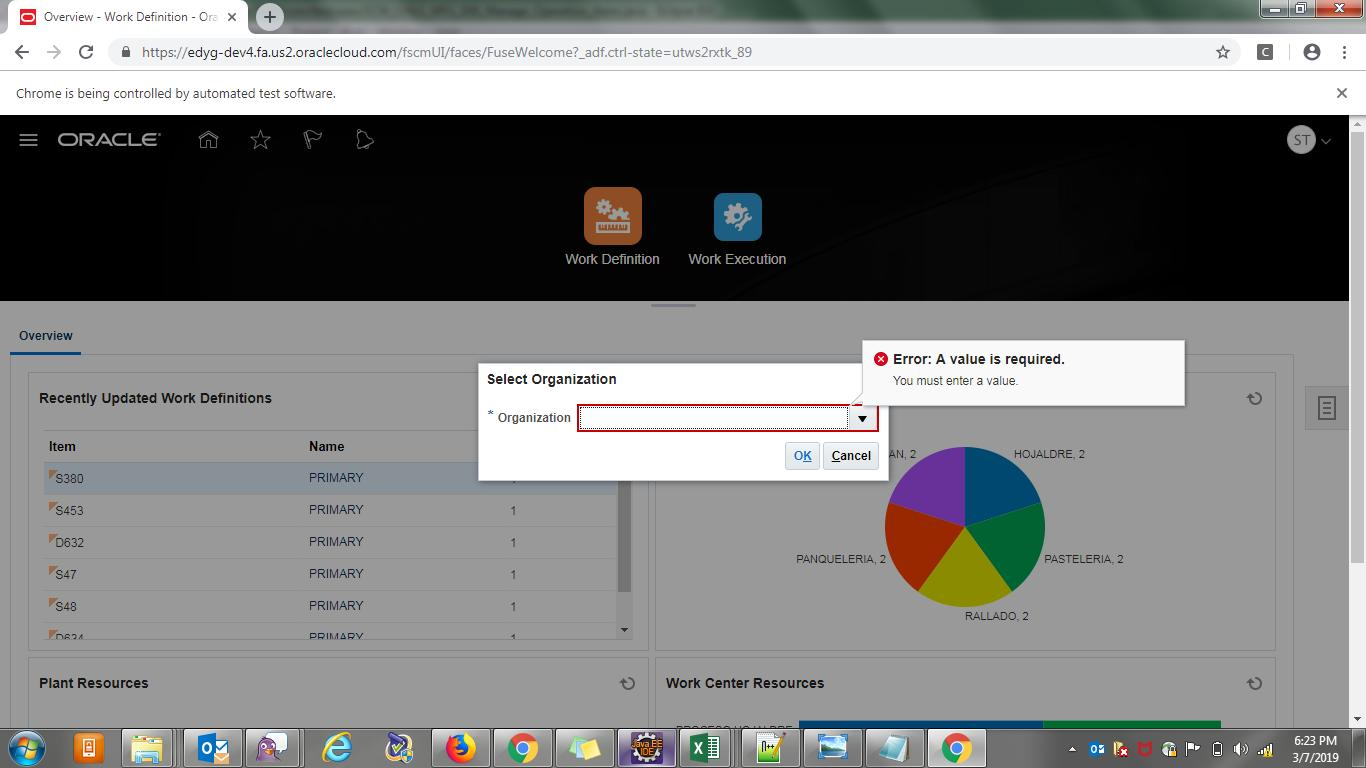 Overview - Work Definition - Ora
https://edyg-dev4.fa.us2.oraclecloud.com/fscmUI/faces/FuseWelcome?_adf.ctrl-state=utws2rxtk_89
C
Chrome is being controlled by automated test software.
ORACLE
ST
Work Definition
Work Execution
Overview
Error: A value is required.
You must enter a value.
Select Organization
* Organization
OK
Cancel
Recently Updated Work Definitions
Item Name
S380 PRIMARY
S453 PRIMARY 1
D632 PRIMARY 1
S47 PRIMARY 1
S48 PRIMARY 1
D634 PRIMARY 1
AN, 2
HOJALDRE, 2
PANQUELERIA, 2
PASTELERIA, 2
RALLADO, 2
Plant Resources
Work Center Resources
Java EE
IDE
6:23 PM
3/7/2019